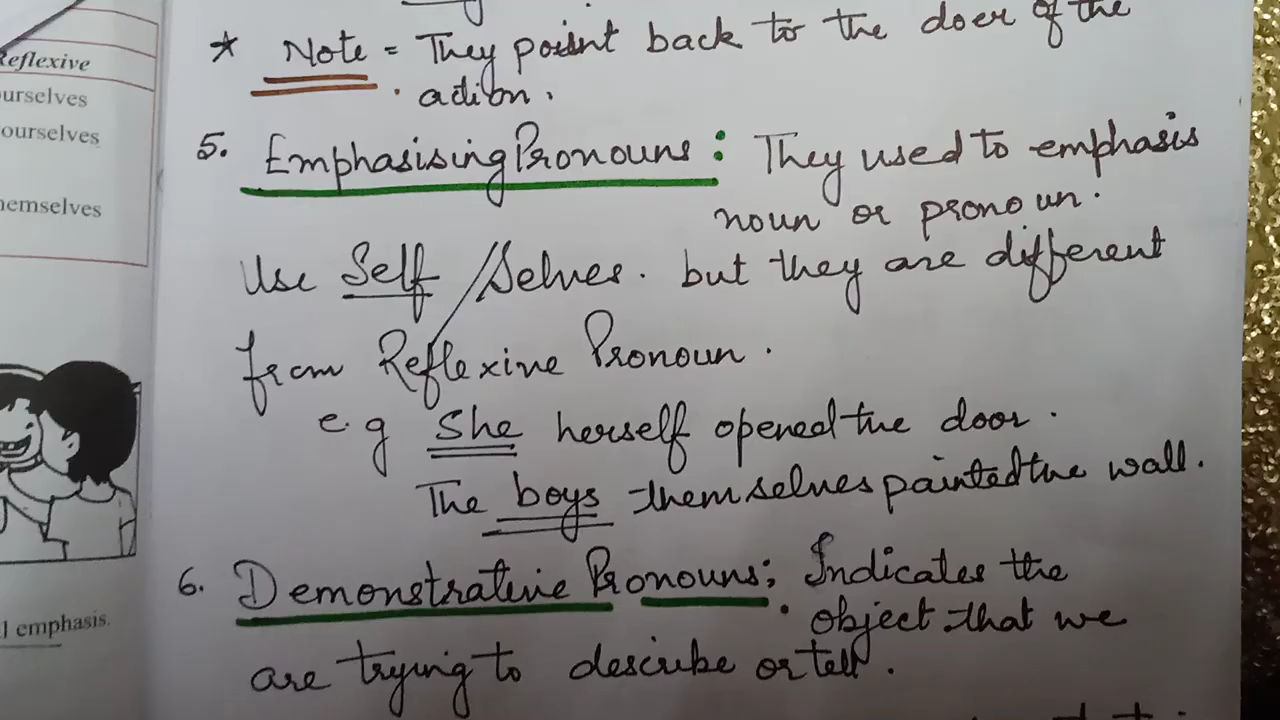 Reflexive
ourselves
ourselves
hemselves
l emphasis.
* Note = They point back to the doer of the
action.
5. Emphasising Pronouns : They used to emphasis
noun or pronoun.
Use Self / Selves. but they are different
from Reflexive Pronoun.
e.g She herself opened the door.
The boys themselves painted the wall.
6. Demonstrative Pronouns: Indicates the
object that we
are trying to describe or tell.